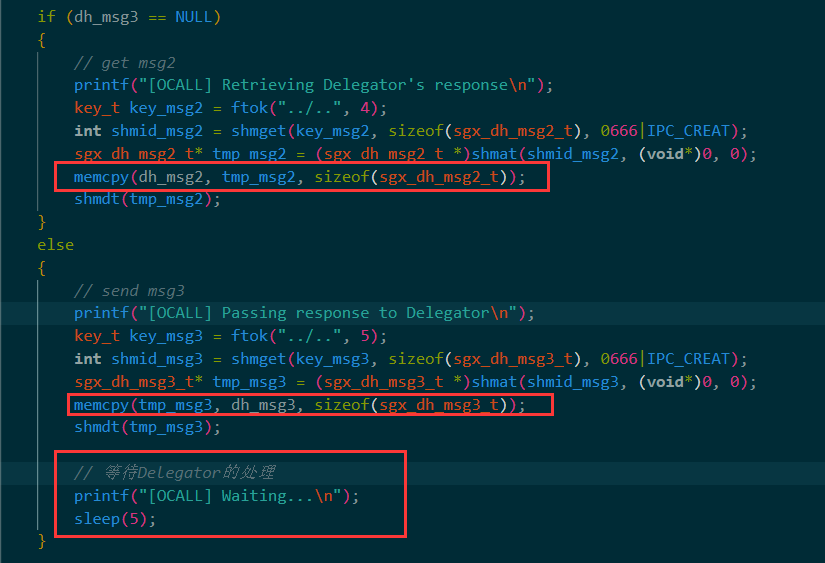 if (dh_msg3 == NULL)
{
// get msg2
printf("[OCALL] Retrieving Delegator's response\n");
key_t key_msg2 = ftok("../..", 4);
int shmid_msg2 = shmget(key_msg2, sizeof(sgx_dh_msg2_t), 0666|IPC_CREAT);
sgx_dh_msg2_t* tmp_msg2 = (sgx_dh_msg2_t *)shmat(shmid_msg2, (void*)0, 0);
memcpy(dh_msg2, tmp_msg2, sizeof(sgx_dh_msg2_t));
shmdt(tmp_msg2);
}
else
{
// send msg3
printf("[OCALL] Passing response to Delegator\n");
key_t key_msg3 = ftok("../..", 5);
int shmid_msg3 = shmget(key_msg3, sizeof(sgx_dh_msg3_t), 0666|IPC_CREAT);
sgx_dh_msg3_t* tmp_msg3 = (sgx_dh_msg3_t *)shmat(shmid_msg3, (void*)0, 0);
memcpy(tmp_msg3, dh_msg3, sizeof(sgx_dh_msg3_t));
shmdt(tmp_msg3);
// 等待Delegator的处理
printf("[OCALL] Waiting...\n");
sleep(5);
}